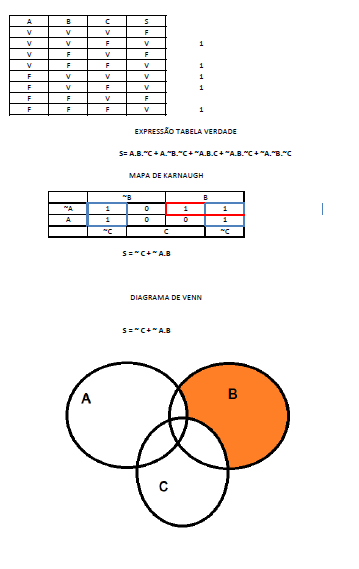 A B C S
V V V F
V V F V 1
V F V F
V F F V 1
F V V V 1
F V F V 1
F F V F
F F F V 1
EXPRESSÃO TABELA VERDADE
S= A.B.~C + A.~B.~C + ~A.B.C + ~A.B.~C + ~A.~B.~C
MAPA DE KARNAUGH
~B B
~A 1 0 1 1
A 1 0 0 1
~C C ~C
S = ~ C + ~ A.B
DIAGRAMA DE VENN
S = ~ C + ~ A.B
A B
C